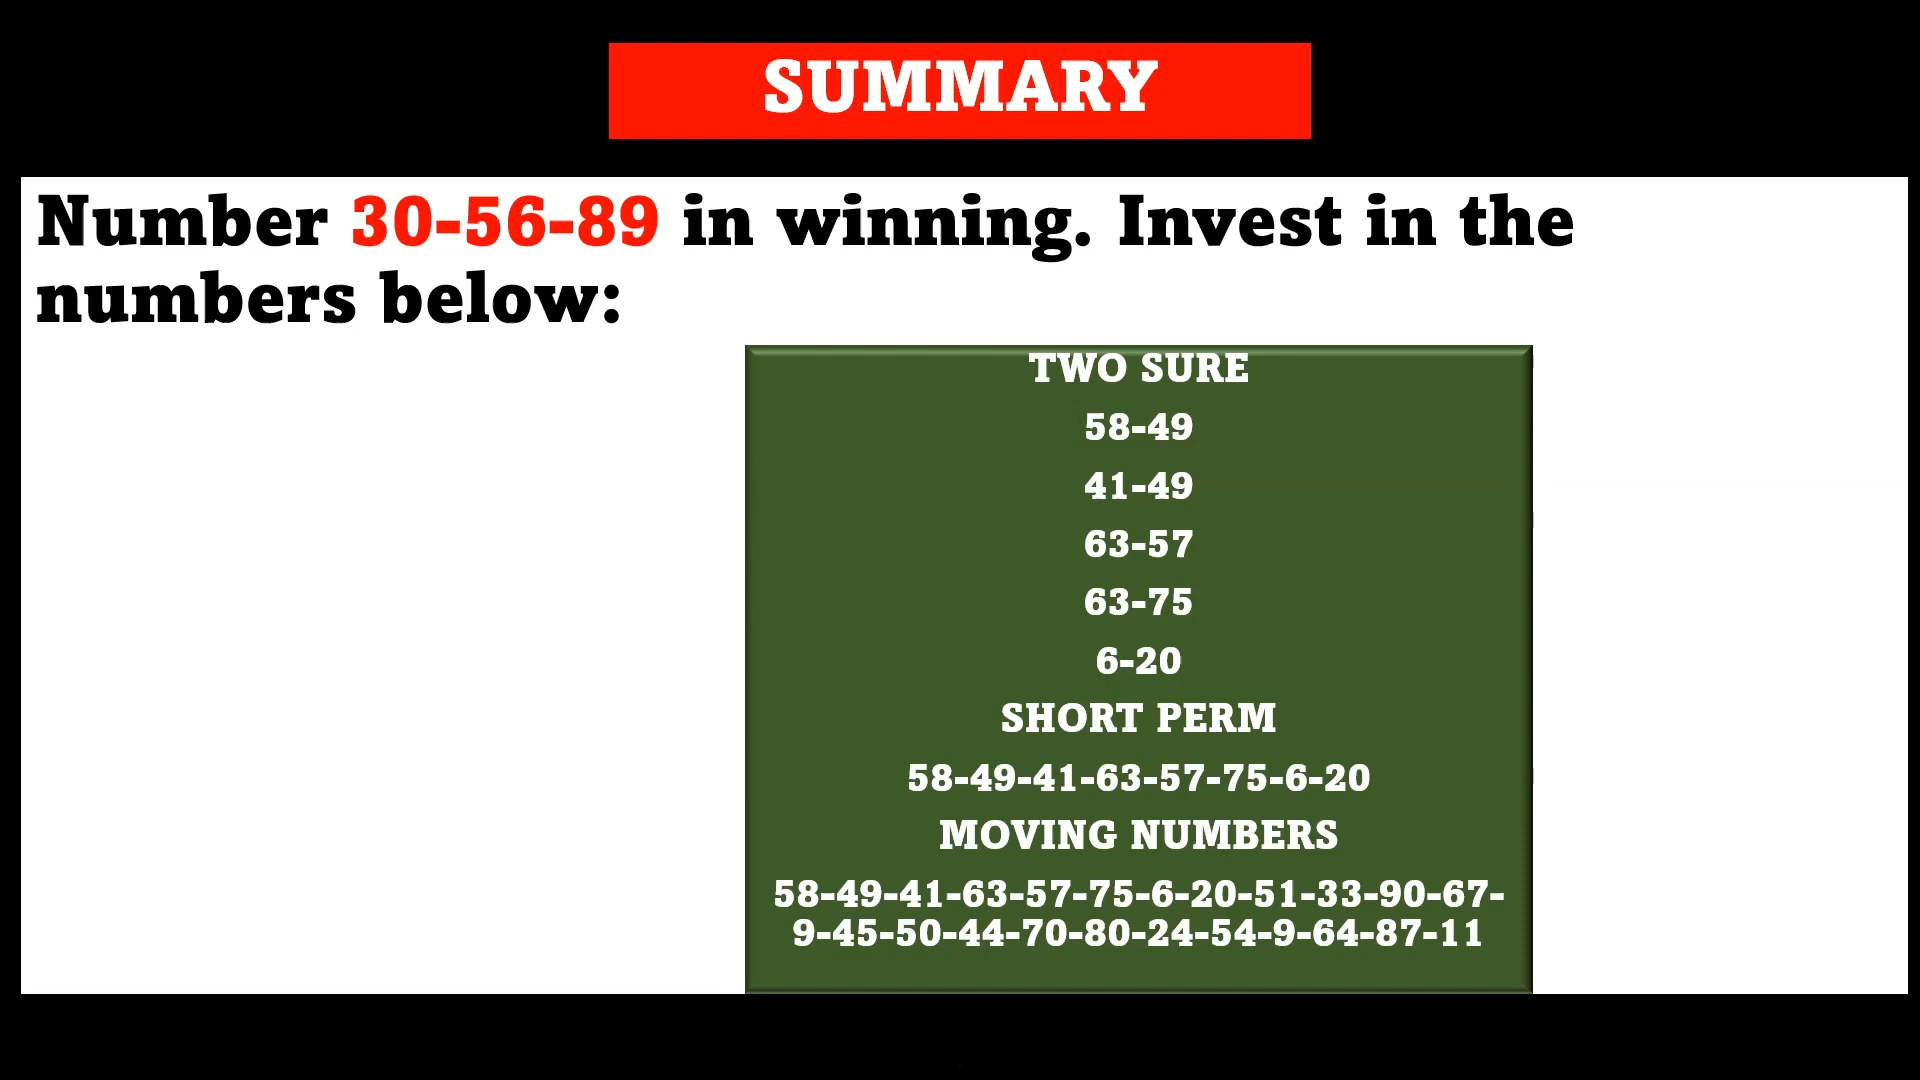 SUMMARY
Number 30-56-89 in winning. Invest in the
numbers below:
TWO SURE
58-49
41-49
63-57
63-75
6-20
SHORT PERM
58-49-41-63-57-75-6-20
MOVING NUMBERS
58-49-41-63-57-75-6-20-51-33-90-67-
9-45-50-44-70-80-24-54-9-64-87-11